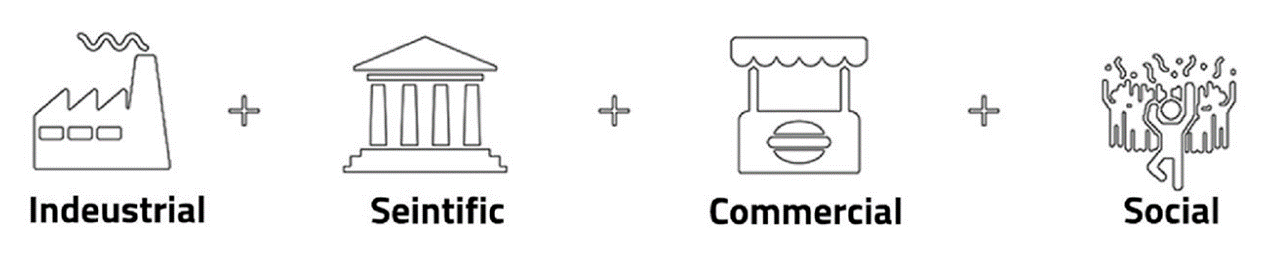 Indeustrial + Seintific + Commercial + Social